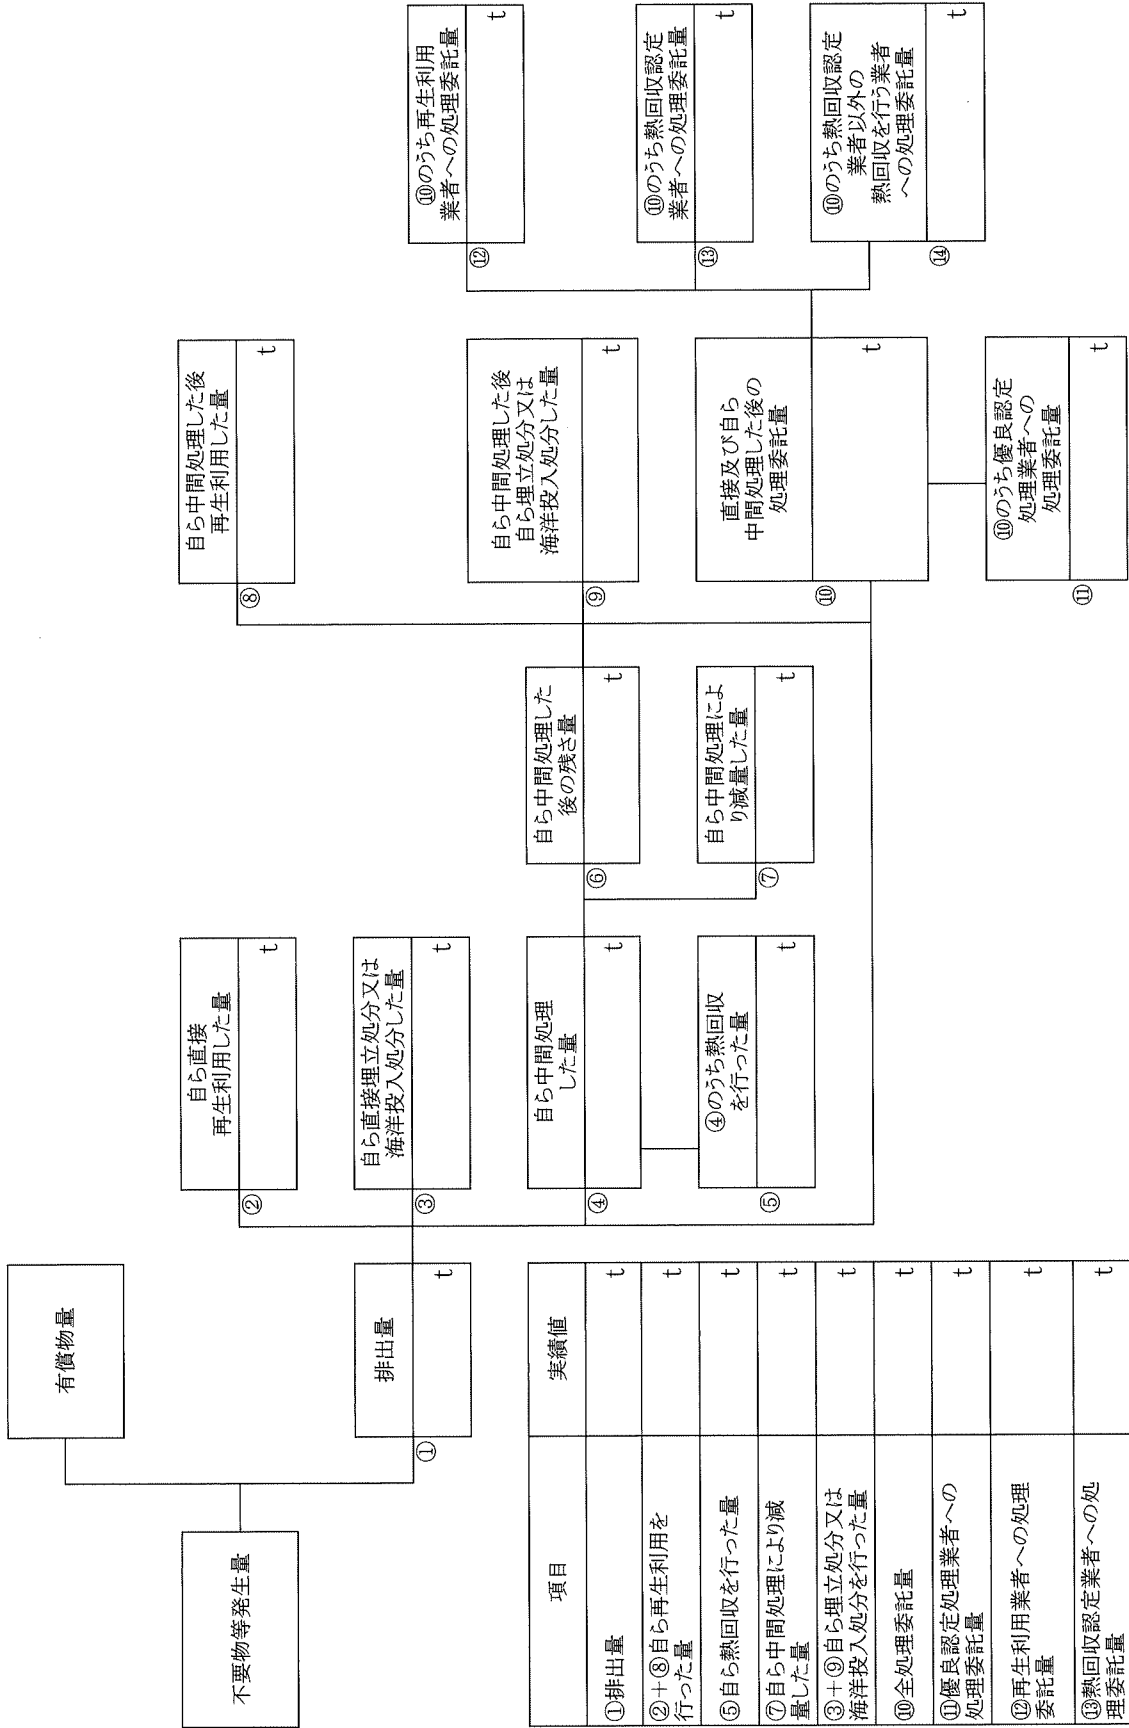 不要物等発生量
有償物量
①
排出量
t
②
自ら直接
再生利用した量
t
③
自ら直接埋立処分又は
海洋投入処分した量
t
④
自ら中間処理
した量
t
⑤
④のうち熱回収
を行った量
t
⑥
自ら中間処理した
後の残さ量
t
⑦
自ら中間処理によ
り減量した量
t
⑧
自ら中間処理した後
再生利用した量
t
⑨
自ら中間処理した後
自ら埋立処分又は
海洋投入処分した量
t
⑩
直接及び自ら
中間処理した後の
処理委託量
t
⑪
⑩のうち優良認定
処理業者への
処理委託量
t
⑫
⑩のうち再生利用
業者への処理委託量
t
⑬
⑩のうち熱回収認定
業者への処理委託量
t
⑭
⑩のうち熱回収認定
業者以外の
熱回収を行う業者
への処理委託量
t
項目 実績値
①排出量 t
②+⑧自ら再生利用を
行った量 t
⑤自ら熱回収を行った量 t
⑦自ら中間処理により減
量した量 t
③+⑨自ら埋立処分又は
海洋投入処分を行った量 t
⑩全処理委託量 t
⑪優良認定処理業者への
処理委託量 t
⑫再生利用業者への処理
委託量 t
⑬熱回収認定業者への処
理委託量 t